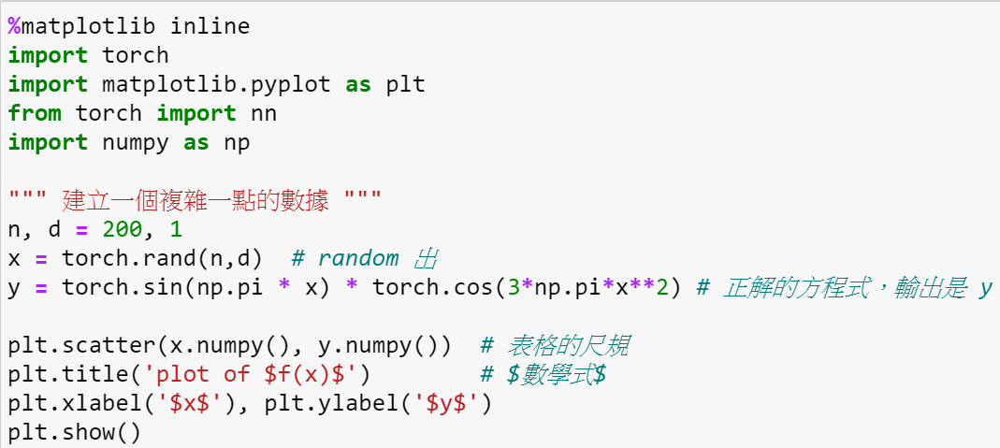 %matplotlib inline
import torch
import matplotlib.pyplot as plt
from torch import nn
import numpy as np
""" 建立一個複雜一點的數據 """
n, d = 200, 1
x = torch.rand(n,d)  # random 出
y = torch.sin(np.pi * x) * torch.cos(3*np.pi*x**2) # 正解的方程式，輸出是 y
plt.scatter(x.numpy(), y.numpy())  # 表格的尺規
plt.title('plot of $f(x)$')        # $數學式$
plt.xlabel('$x$'), plt.ylabel('$y$')
plt.show()